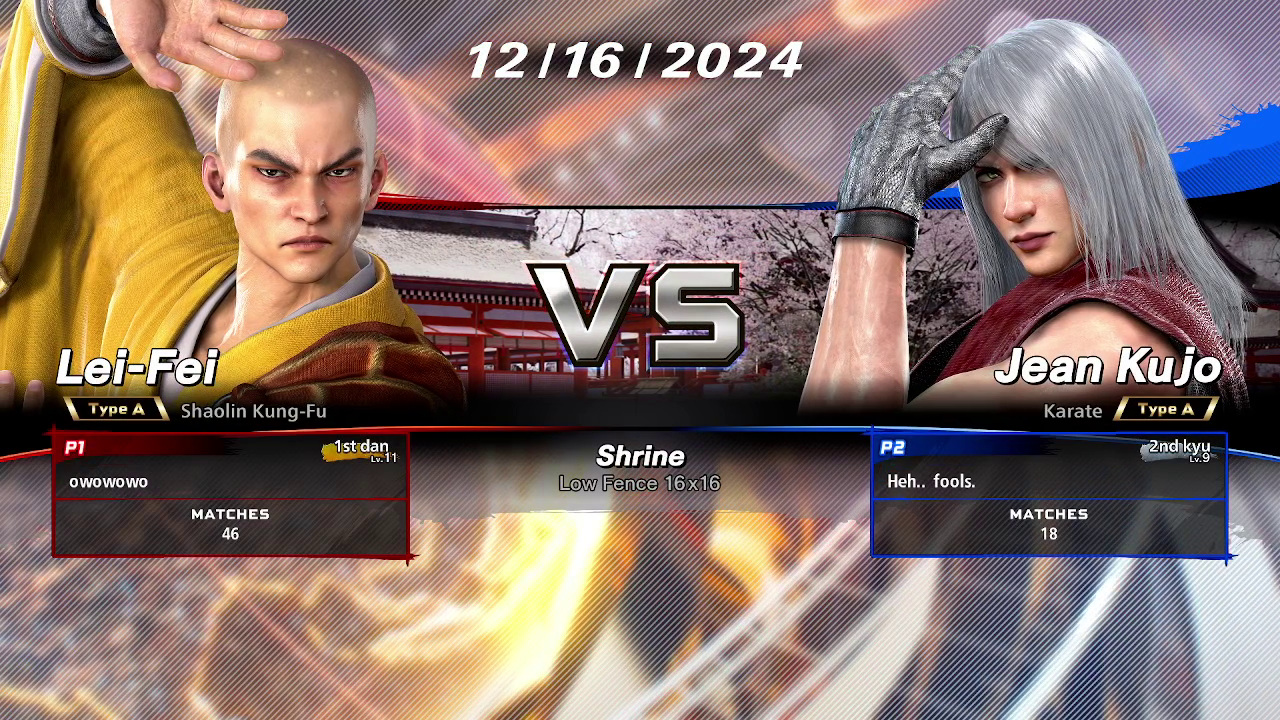 12/16/2024
VS
Lei-Fei
Type A Shaolin Kung-Fu
Jean Kujo
Karate Type A
P1 1st dan
Lv.11
owowowo
MATCHES
46
Shrine
Low Fence 16x16
P2 2nd kyu
Lv.9
Heh.. fools.
MATCHES
18